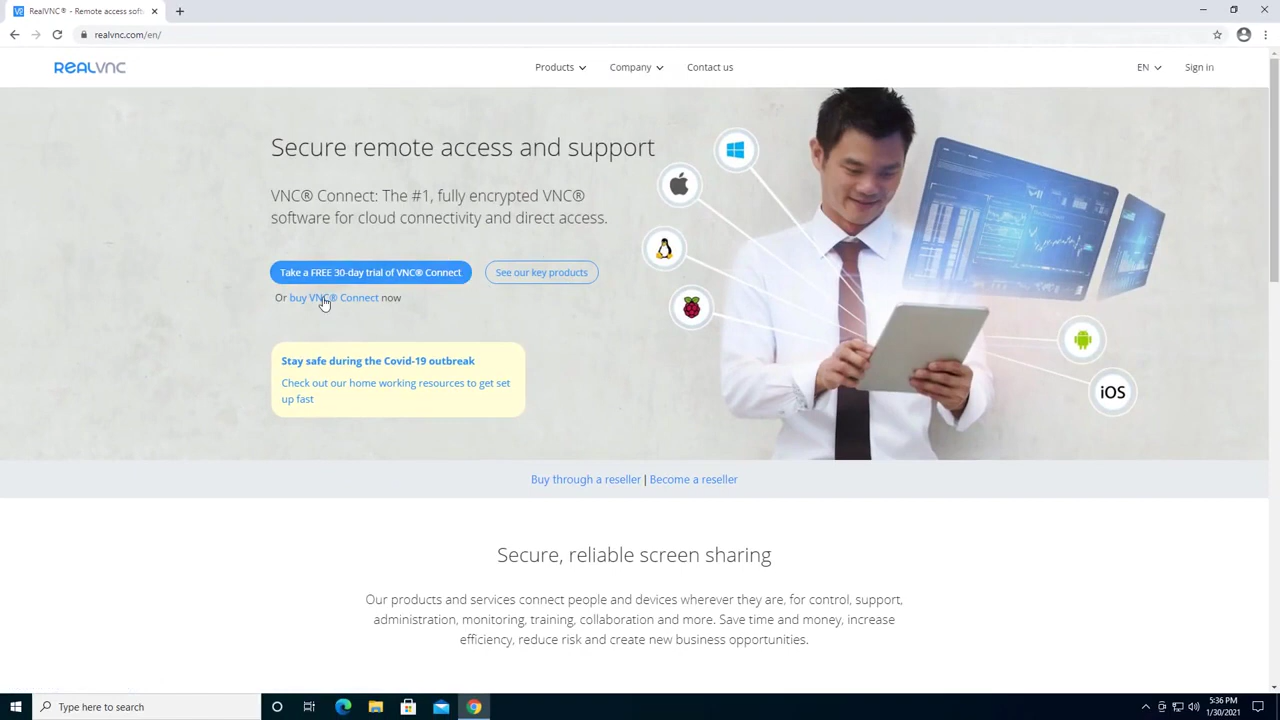 RealVNC® - Remote access soft
realvnc.com/en/
REALVNC
Products
Company
Contact us
EN
Sign in
Secure remote access and support
VNC® Connect: The #1, fully encrypted VNC®
software for cloud connectivity and direct access.
Take a FREE 30-day trial of VNC® Connect
See our key products
Or buy VNC® Connect now
Stay safe during the Covid-19 outbreak
Check out our home working resources to get set
up fast
iOS
Buy through a reseller | Become a reseller
Secure, reliable screen sharing
Our products and services connect people and devices wherever they are, for control, support,
administration, monitoring, training, collaboration and more. Save time and money, increase
efficiency, reduce risk and create new business opportunities.
Type here to search
5:36 PM
1/30/2021